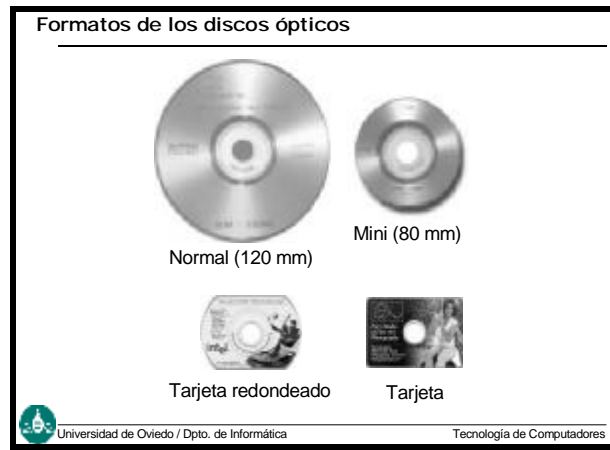 Formatos de los discos ópticos
Normal (120 mm)
Mini (80 mm)
intel
Tarjeta redondeado
Tarjeta
Universidad de Oviedo / Dpto. de Informática
Tecnología de Computadores